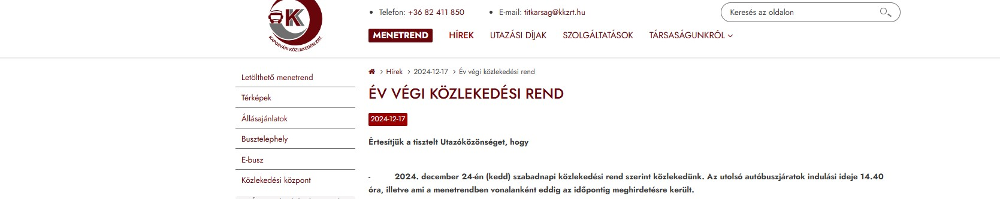 KK
KAPOSVÁRI KÖZLEKEDÉSI ZRT.
Telefon: +36 82 411 850
E-mail: titkarsag@kkzrt.hu
Keresés az oldalon
MENETREND
HÍREK
UTAZÁSI DÍJAK
SZOLGÁLTATÁSOK
TÁRSASÁGUNKRÓL
Letölthető menetrend
Térképek
Állásajánlatok
Busztelephely
E-busz
Közlekedési központ
Hírek > 2024-12-17 > Év végi közlekedési rend
ÉV VÉGI KÖZLEKEDÉSI REND
2024-12-17
Értesítjük a tisztelt Utazóközönséget, hogy
- 2024. december 24-én (kedd) szabadnapi közlekedési rend szerint közlekedünk. Az utolsó autóbuszjáratok indulási ideje 14.40
óra, illetve ami a menetrendben vonalanként eddig az időpontig meghirdetésre került.